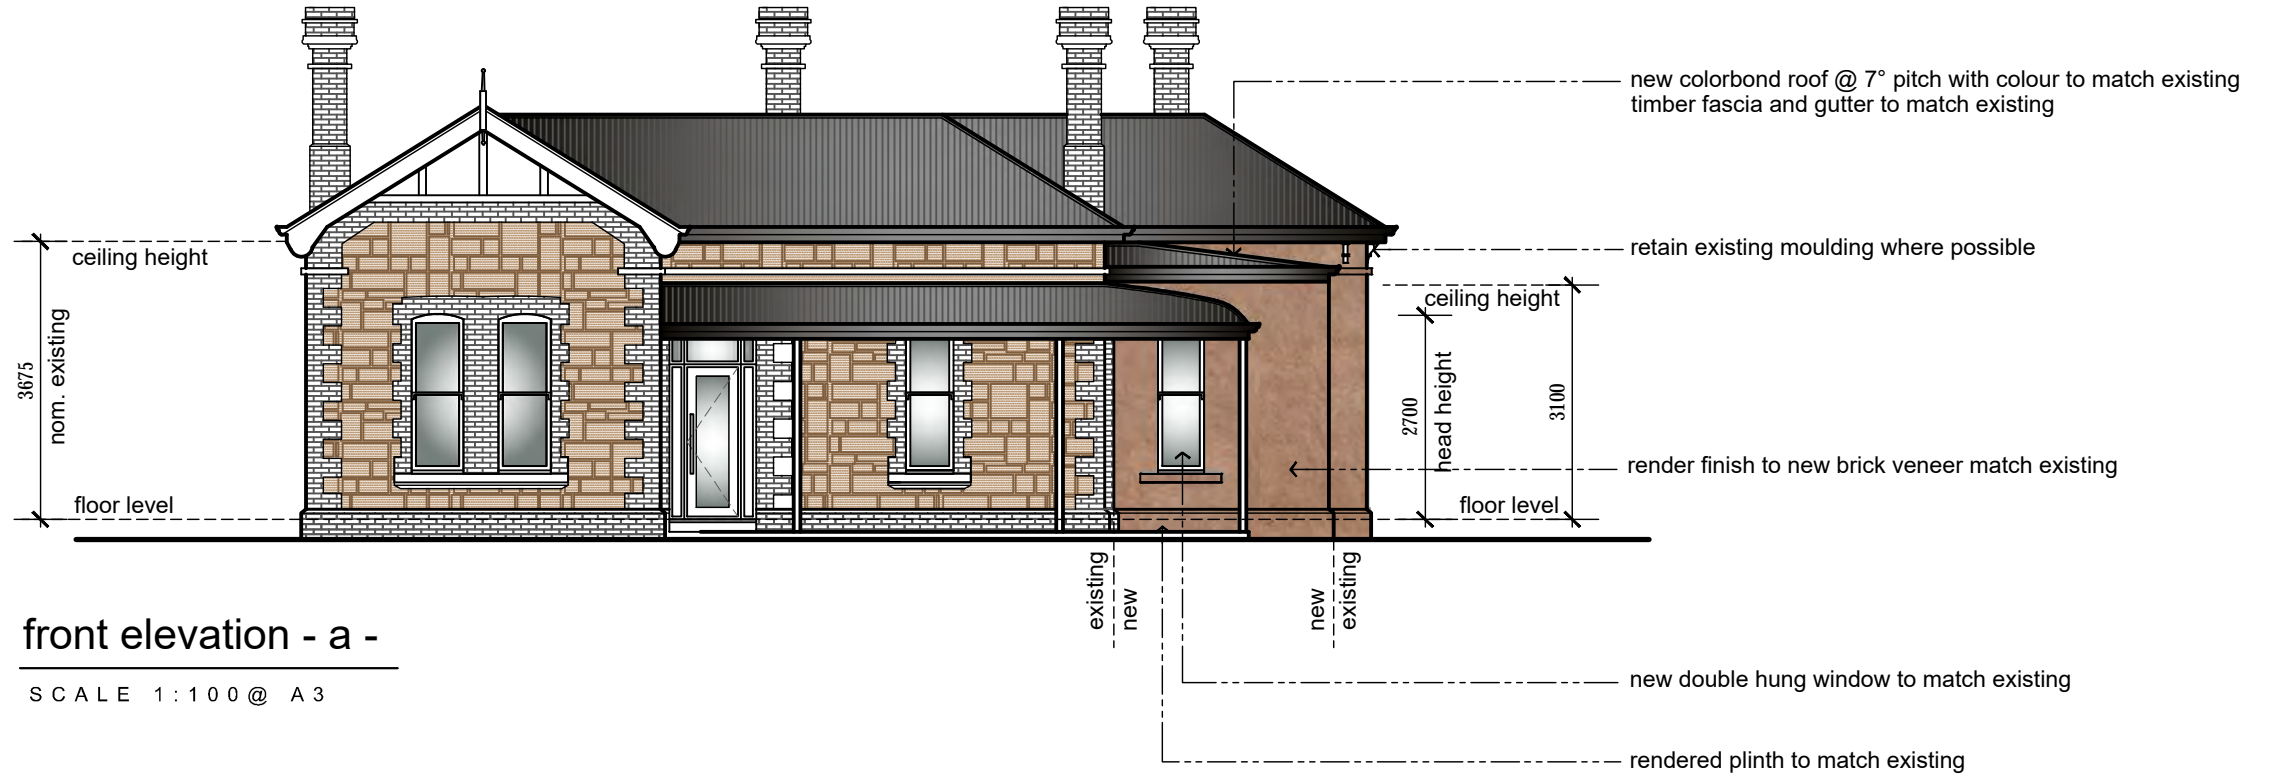 new colorbond roof @ 7° pitch with colour to match existing
timber fascia and gutter to match existing
retain existing moulding where possible
ceiling height
ceiling height
3675
nom. existing
2700
head height
3100
render finish to new brick veneer match existing
floor level
floor level
existing
new
new
existing
front elevation - a -
SCALE 1:100@ A3
new double hung window to match existing
rendered plinth to match existing